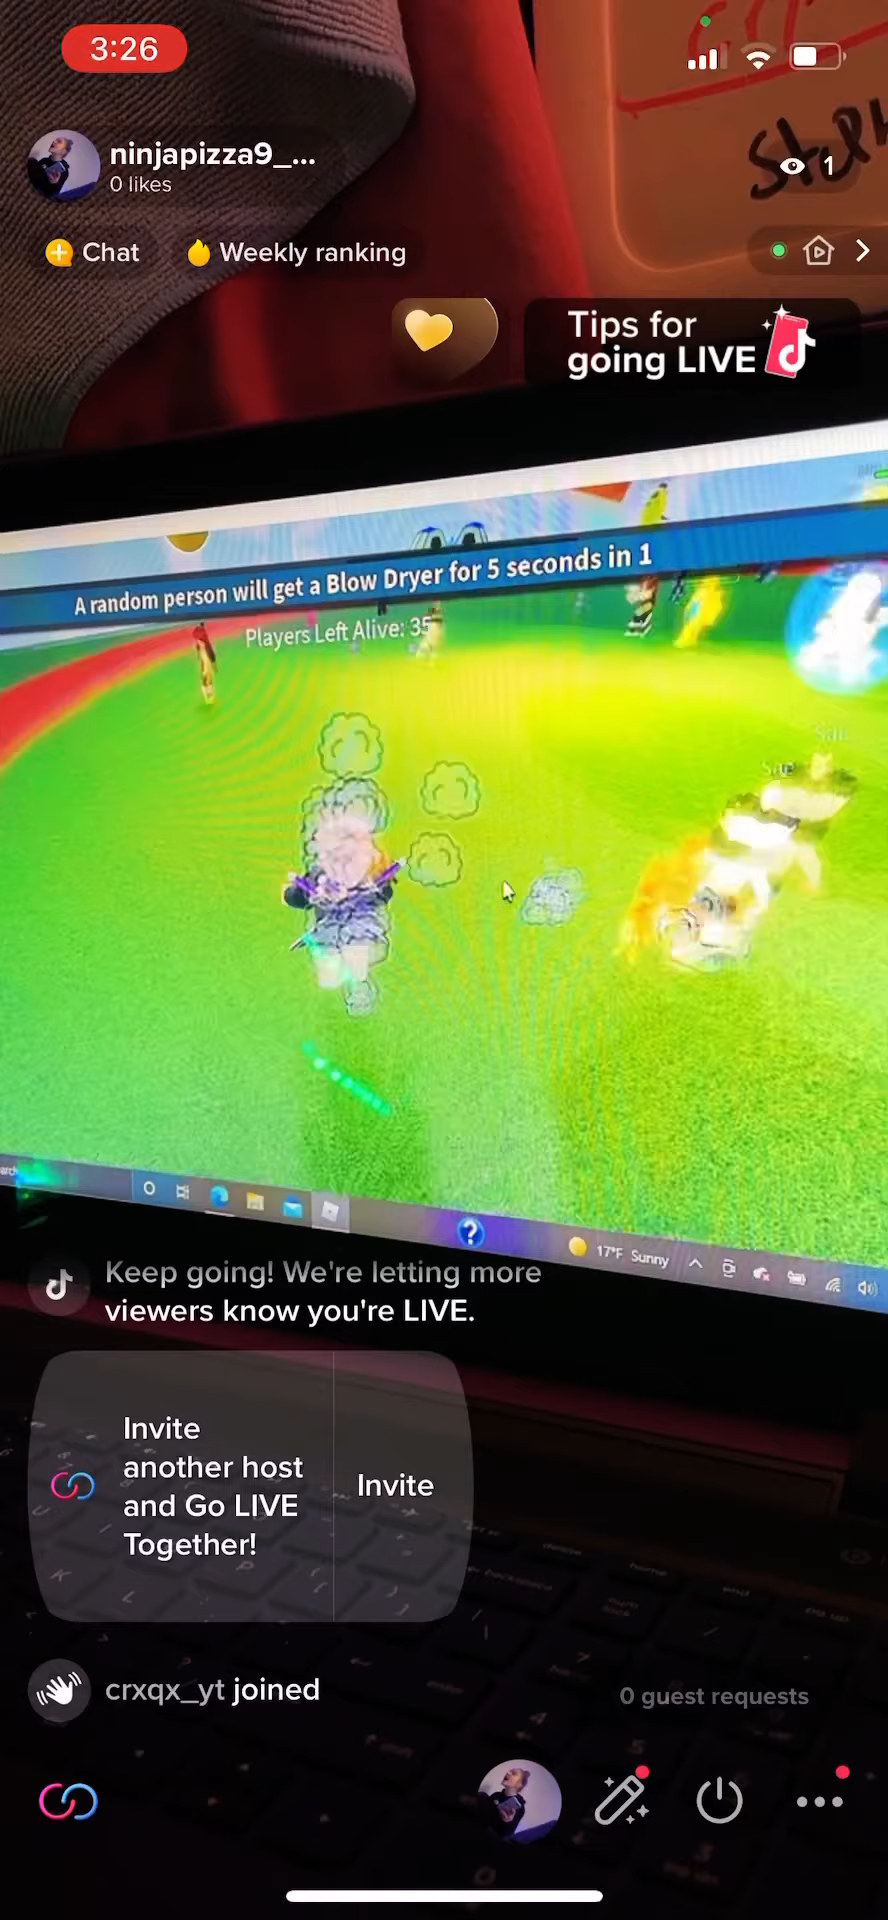 3:26
ninjapizza9_...
0 likes
1
Chat
Weekly ranking
Tips for
going LIVE
A random person will get a Blow Dryer for 5 seconds in 1
Players Left Alive: 35
Sae
17°F Sunny
Keep going! We're letting more
viewers know you're LIVE.
Invite
another host
and Go LIVE
Together!
Invite
crxqx_yt joined
0 guest requests